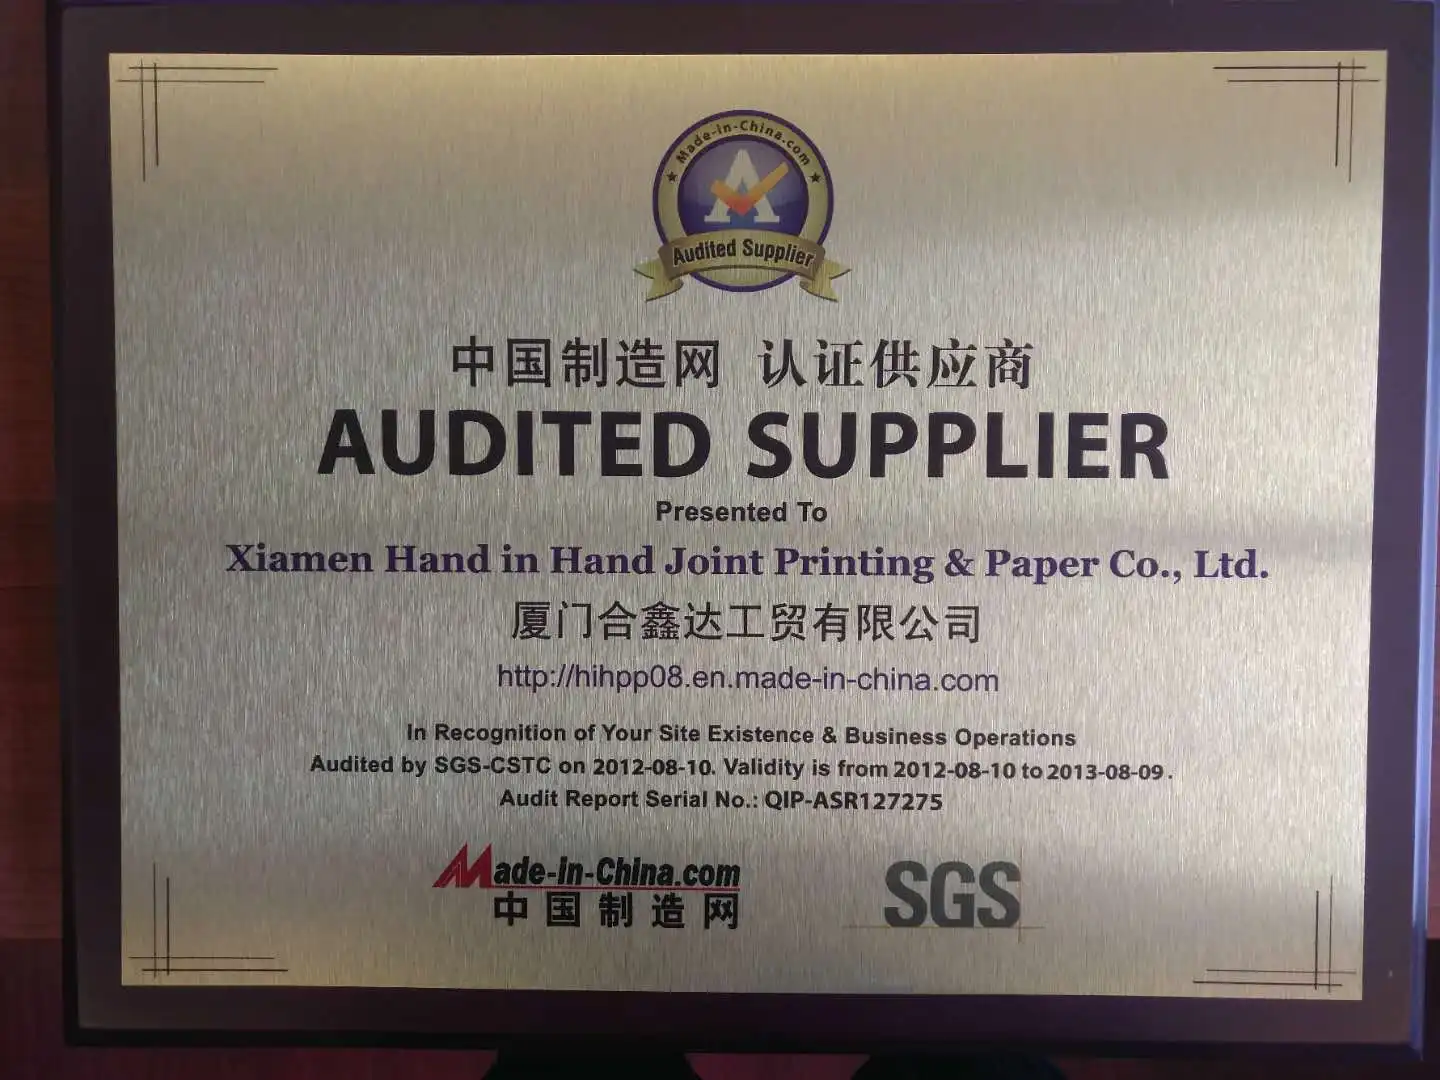 Made-in-China.com
Audited Supplier
中国制造网 认证供应商
AUDITED SUPPLIER
Presented To
Xiamen Hand in Hand Joint Printing & Paper Co., Ltd.
厦门合鑫达工贸有限公司
http://hihpp08.en.made-in-china.com
In Recognition of Your Site Existence & Business Operations
Audited by SGS-CSTC on 2012-08-10. Validity is from 2012-08-10 to 2013-08-09.
Audit Report Serial No.: QIP-ASR127275
Made-in-China.com
中国制造网
SGS